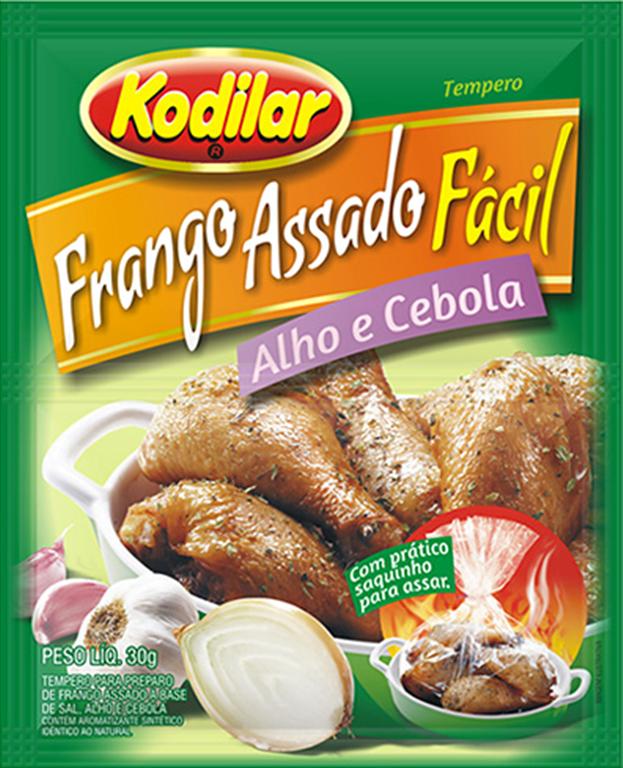 Kodilar
®
Tempero
Frango Assado Fácil
Alho e Cebola
Com prático
saquinho
para assar.
PESO LÍQ. 30g
TEMPERO PARA PREPARO
DE FRANGO ASSADO À BASE
DE SAL, ALHO E CEBOLA
CONTÉM AROMATIZANTE SINTÉTICO
IDÊNTICO AO NATURAL